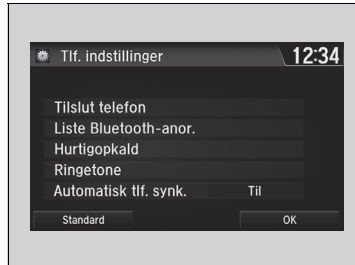 Tlf. indstillinger
12:34
Tilslut telefon
Liste Bluetooth-anor.
Hurtigopkald
Ringetone
Automatisk tlf. synk. Til
Standard OK